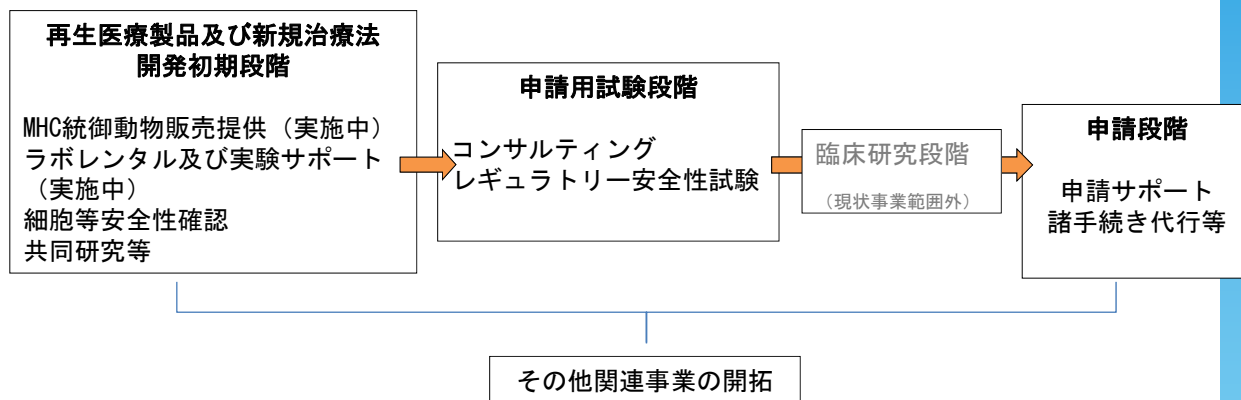 再生医療製品及び新規治療法
開発初期段階
MHC統御動物販売提供（実施中）
ラボレンタル及び実験サポート
（実施中）
細胞等安全性確認
共同研究等
申請用試験段階
コンサルティング
レギュラトリー安全性試験
臨床研究段階
（現状事業範囲外）
申請段階
申請サポート
諸手続き代行等
その他関連事業の開拓